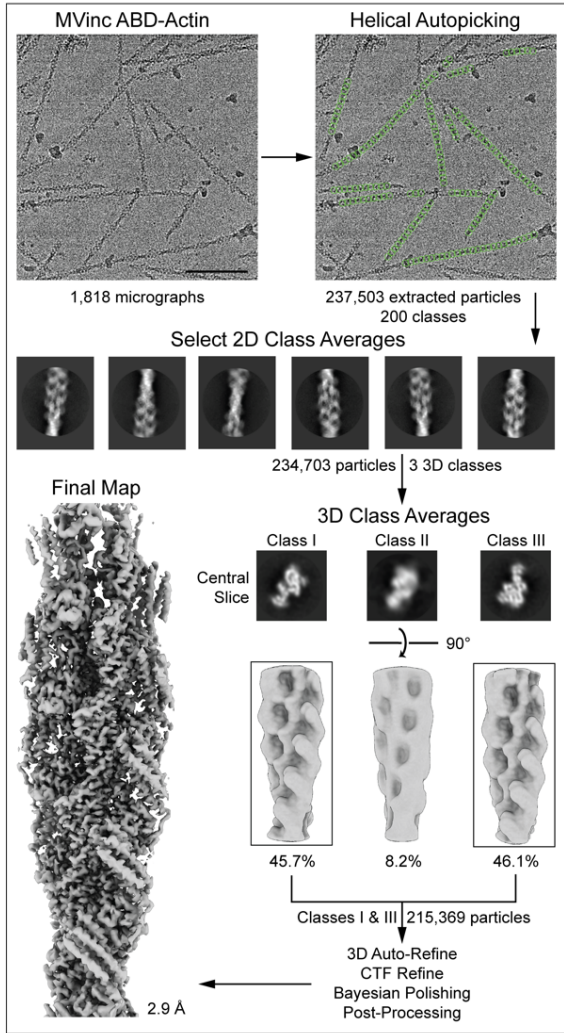 MVinc ABD-Actin
Helical Autopicking
1,818 micrographs
237,503 extracted particles
200 classes
Select 2D Class Averages
234,703 particles
3 3D classes
Final Map
3D Class Averages
Class I
Class II
Class III
Central
Slice
90°
45.7%
8.2%
46.1%
Classes I & III
215,369 particles
3D Auto-Refine
CTF Refine
Bayesian Polishing
Post-Processing
2.9 Å